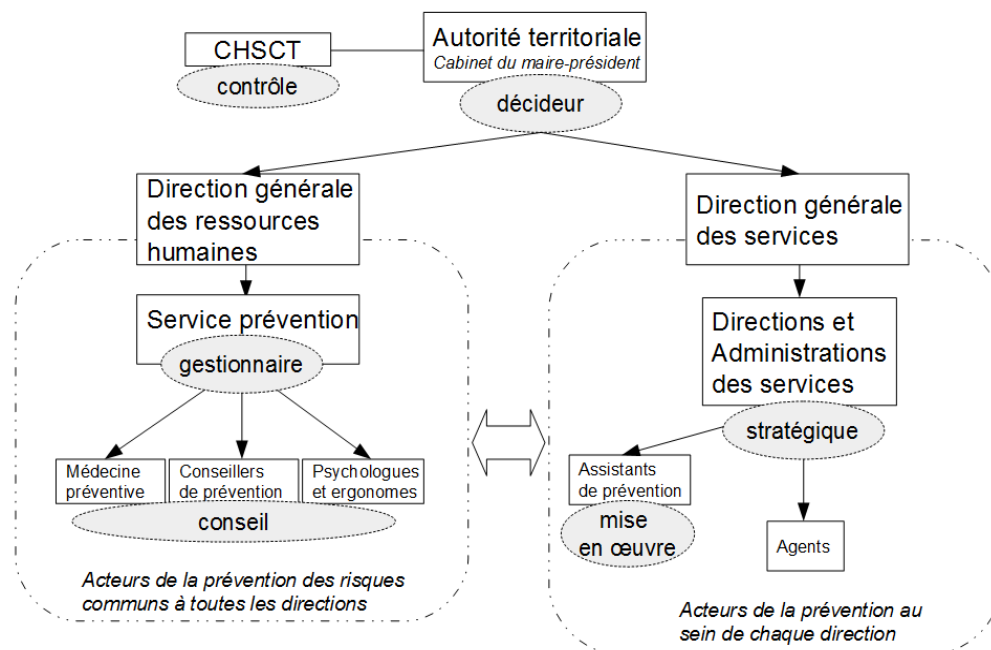 CHSCT
contrôle
Autorité territoriale
Cabinet du maire-président
décideur
Direction générale
des ressources
humaines
Service prévention
gestionnaire
Médecine
préventive
Conseillers
de prévention
Psychologues
et ergonomes
conseil
Acteurs de la prévention des risques
communs à toutes les directions
Direction générale
des services
Directions et
Administrations
des services
stratégique
Assistants
de prévention
mise
en œuvre
Agents
Acteurs de la prévention au
sein de chaque direction